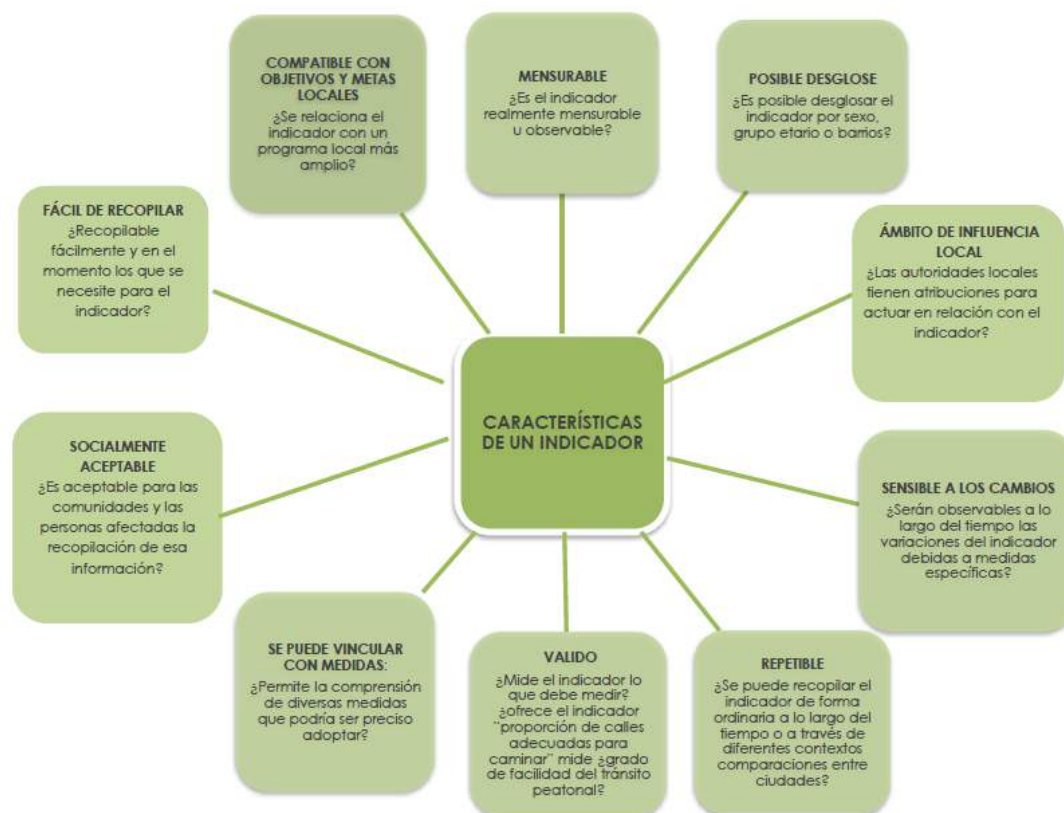 COMPATIBLE CON
OBJETIVOS Y METAS
LOCALES
¿Se relaciona el
indicador con un
programa local más
amplio?
MENSURABLE
¿Es el indicador
realmente mensurable
u observable?
POSIBLE DESGLOSE
¿Es posible desglosar el
indicador por sexo,
grupo etario o barrios?
FÁCIL DE RECOPILAR
¿Recopilable
fácilmente y en el
momento los que se
necesite para el
indicador?
ÁMBITO DE INFLUENCIA
LOCAL
¿Las autoridades locales
tienen atribuciones para
actuar en relación con el
indicador?
CARACTERÍSTICAS
DE UN INDICADOR
SOCIALMENTE
ACEPTABLE
¿Es aceptable para las
comunidades y las
personas afectadas la
recopilación de esa
información?
SENSIBLE A LOS CAMBIOS
¿Serán observables a lo
largo del tiempo las
variaciones del indicador
debidas a medidas
específicas?
SE PUEDE VINCULAR
CON MEDIDAS:
¿Permite la comprensión
de diversas medidas
que podría ser preciso
adoptar?
VALIDO
¿Mide el indicador lo
que debe medir?
¿ofrece el indicador
"proporción de calles
adecuadas para
caminar" mide ¿grado
de facilidad del tránsito
peatonal?
REPETIBLE
¿Se puede recopilar el
indicador de forma
ordinaria a lo largo del
tiempo o a través de
diferentes contextos
comparaciones entre
ciudades?